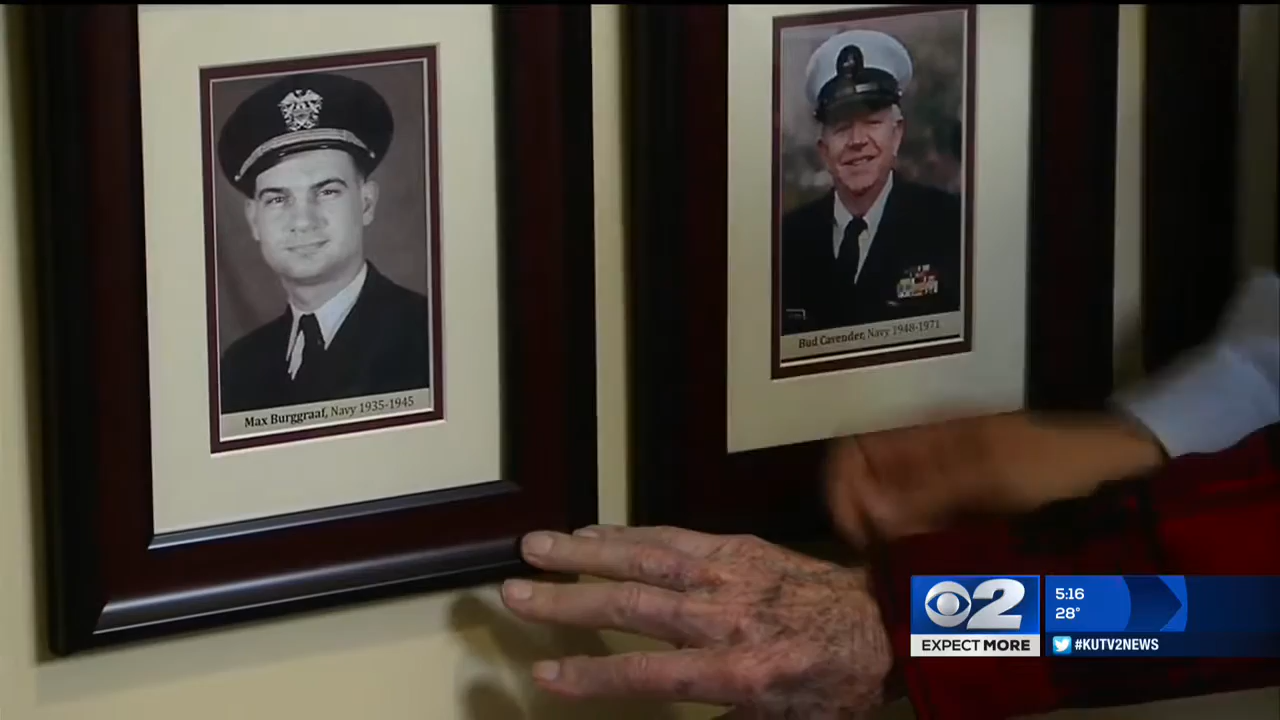 Max Burggraaf, Navy 1935-1945
Bud Cavender, Navy 1948-1971
2
EXPECT MORE
5:16
28°
#KUTV2NEWS